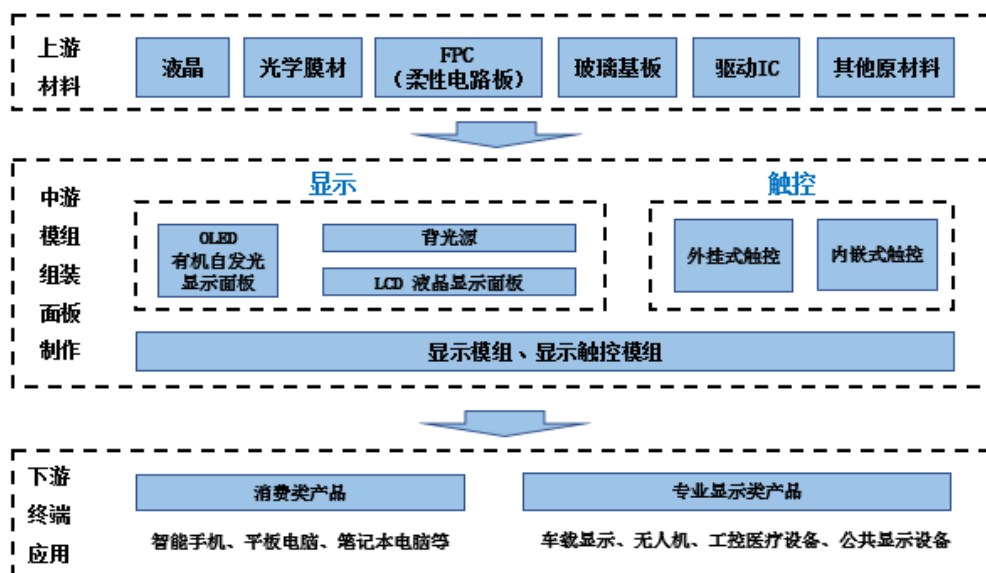 上游
材料
液晶
光学膜材
FPC
（柔性电路板）
玻璃基板
驱动IC
其他原材料
中游
模组
组装
面板
制作
显示
OLED
有机自发光
显示面板
背光源
LCD 液晶显示面板
触控
外挂式触控
内嵌式触控
显示模组、显示触控模组
下游
终端
应用
消费类产品
智能手机、平板电脑、笔记本电脑等
专业显示类产品
车载显示、无人机、工控医疗设备、公共显示设备